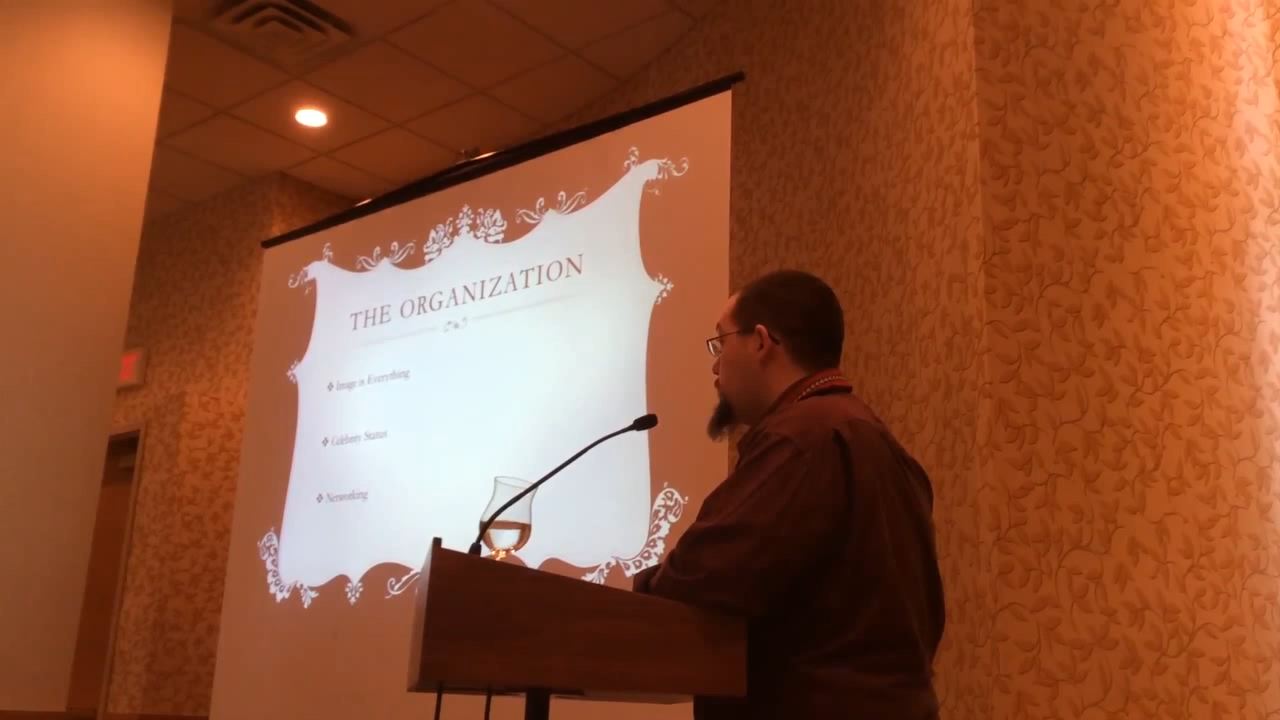 THE ORGANIZATION
❖ Image is Everything
❖ Celebrity Status
❖ Networking